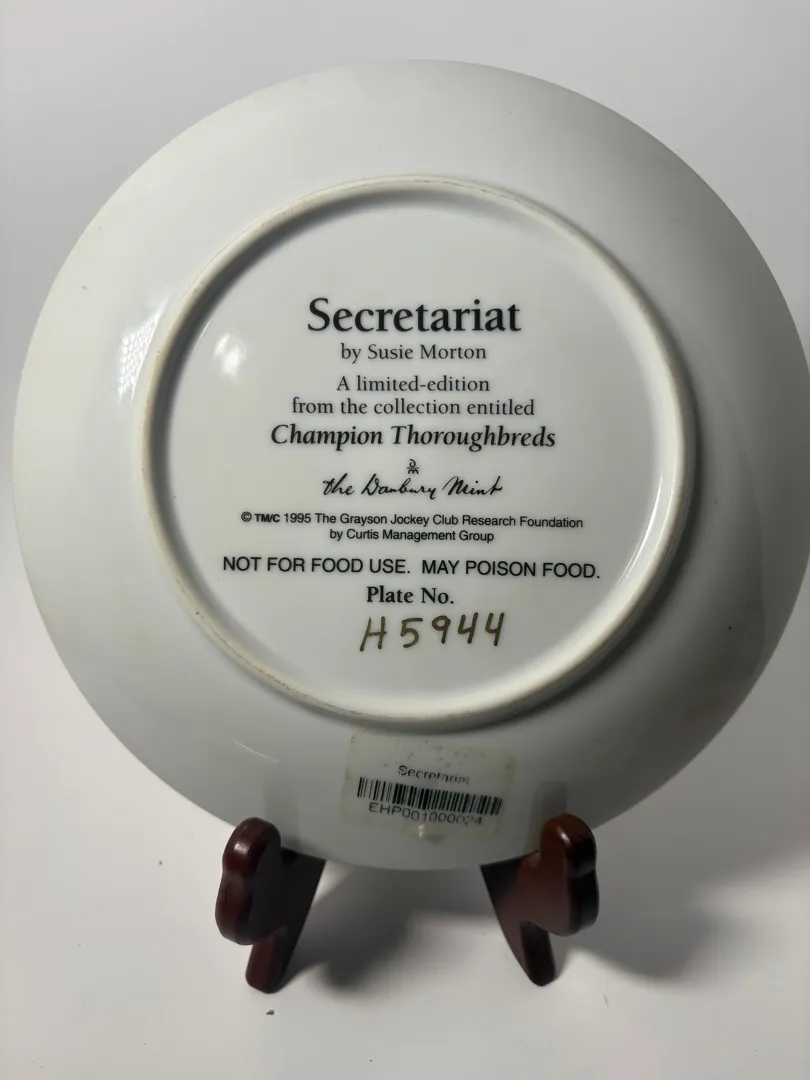 Secretariat
by Susie Morton
A limited-edition
from the collection entitled
Champion Thoroughbreds
the Danbury Mint
© TM/C 1995 The Grayson Jockey Club Research Foundation
by Curtis Management Group
NOT FOR FOOD USE. MAY POISON FOOD.
Plate No.
H5944
Secretariat